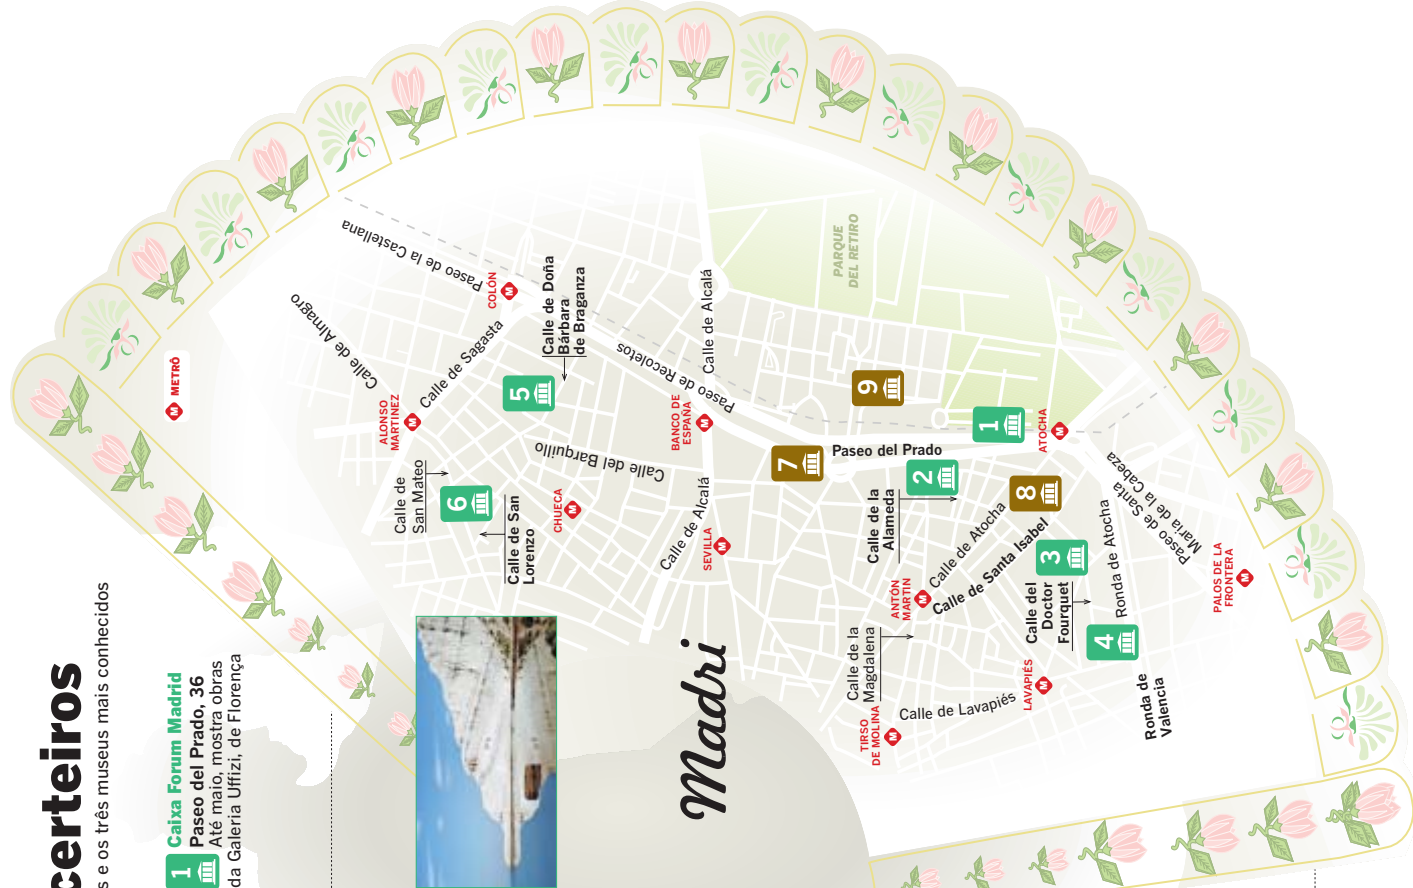 certeiros
s e os três museus mais conhecidos
1 Caixa Forum Madrid
Paseo del Prado, 36
Até maio, mostra obras
da Galeria Uffizi, de Florença
M METRÔ
Calle de Almagro
Paseo de la Castellana
ALONSO
MARTINEZ
M
Calle de Sagasta
COLÓN
M
Calle de Doña
Bárbara
de Braganza
5
Calle de
San Mateo
6
Calle de San
Lorenzo
CHUECA
M
Calle del Barquillo
Paseo de Recoletos
BANCO DE
ESPAÑA
M
Calle de Alcalá
Calle de Alcalá
SEVILLA
M
Madri
PARQUE
DEL RETIRO
9
7
Paseo del Prado
1
ATOCHA
M
2
Calle de la
Alameda
8
Calle de Atocha
Calle de Santa Isabel
ANTÓN
MARTIN
M
Calle de la
Magdalena
TIRSO
DE MOLINA
M
Calle de Lavapiés
LAVAPIÉS
M
3
Calle del
Doctor
Fourquet
4
Ronda de Atocha
Ronda de
Valencia
Paseo de Santa
María de la Cabeza
PALOS DE LA
FRONTERA
M